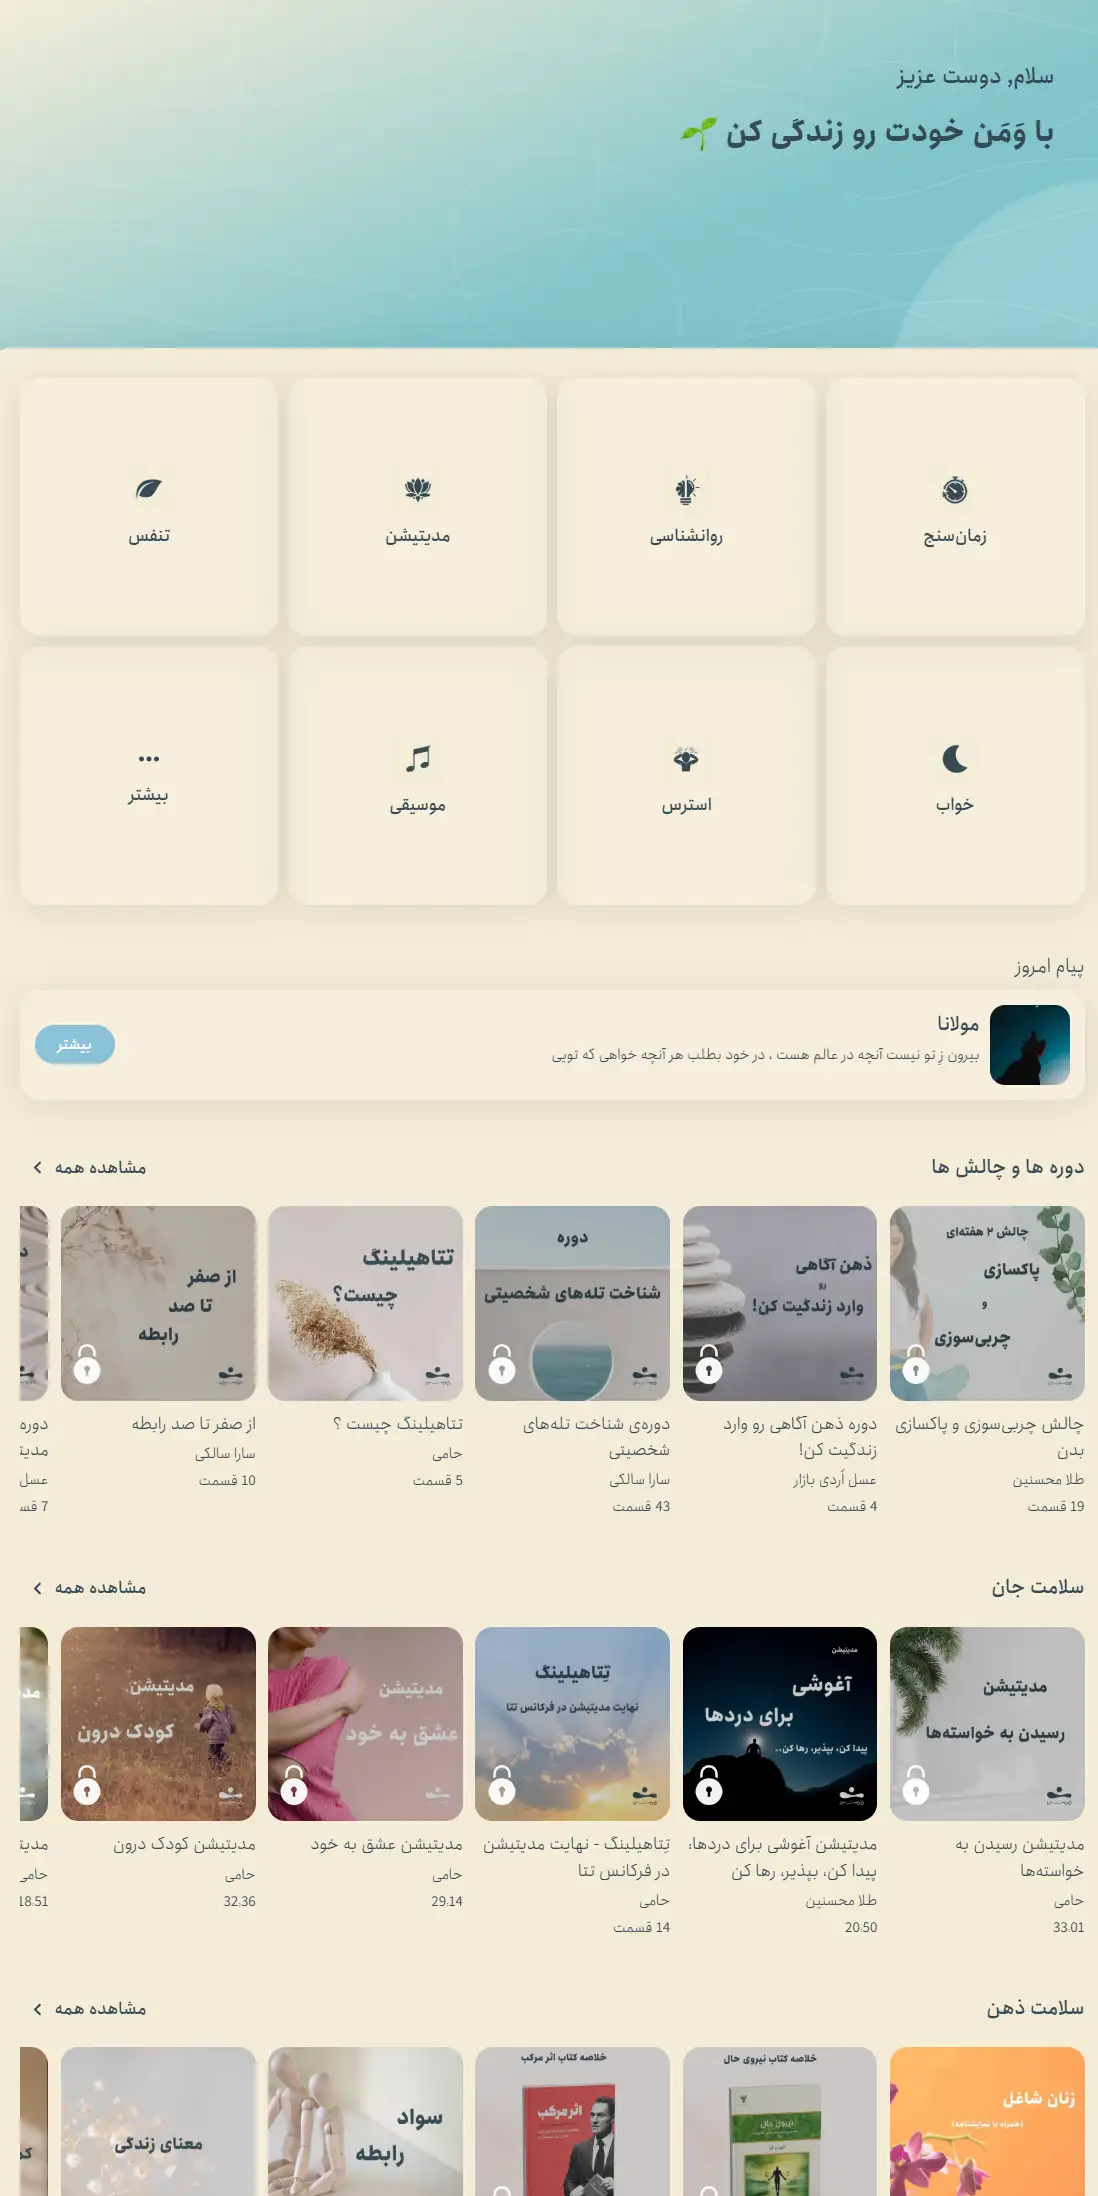 سلام, دوست عزیز
با وَمَن خودت رو زندگی کن 🌱
زمان‌سنج
روانشناسی
مدیتیشن
تنفس
خواب
استرس
موسیقی
بیشتر
پیام امروز
مولانا
بیرون زِ تو نیست آنچه در عالم هست ، در خود بطلب هر آنچه خواهی که تویی
بیشتر
دوره ها و چالش ها
مشاهده همه
چالش ۲ هفته‌ای
پاکسازی
و
چربی‌سوزی
چالش چربی‌سوزی و پاکسازی
بدن
طلا محسنین
19 قسمت
ذهن آگاهی
رو
وارد زندگیت کن!
دوره ذهن آگاهی رو وارد
زندگیت کن!
عسل اُردی بازار
4 قسمت
دوره
شناخت تله‌های شخصیتی
دوره‌ی شناخت تله‌های
شخصیتی
سارا سالکی
43 قسمت
تتاهیلینگ
چیست؟
تتاهیلینگ چیست ؟
حامی
5 قسمت
از صفر
تا صد
رابطه
از صفر تا صد رابطه
سارا سالکی
10 قسمت
دوره
عسل
7
سلامت جان
مشاهده همه
مدیتیشن
رسیدن به خواسته‌ها
مدیتیشن رسیدن به
خواسته‌ها
حامی
33:01
مدیتیشن
آغوشی
برای دردها
پیدا کن، بپذیر، رها کن..
مدیتیشن آغوشی برای دردها:
پیدا کن، بپذیر، رها کن
طلا محسنین
20:50
تِتاهیلینگ
نهایت مدیتیشن در فرکانس تتا
تِتاهیلینگ - نهایت مدیتیشن
در فرکانس تتا
حامی
14 قسمت
مدیتیشن
عشق به خود
مدیتیشن عشق به خود
حامی
29:14
مدیتیشن
کودک درون
مدیتیشن کودک درون
حامی
32:36
حامی
18:51
سلامت ذهن
مشاهده همه
زنان شاغل
(همراه با نمایشنامه)
خلاصه کتاب نیروی حال
نیروی حال
خلاصه کتاب اثر مرکب
اثر مرکب
سواد
رابطه
معنای زندگی